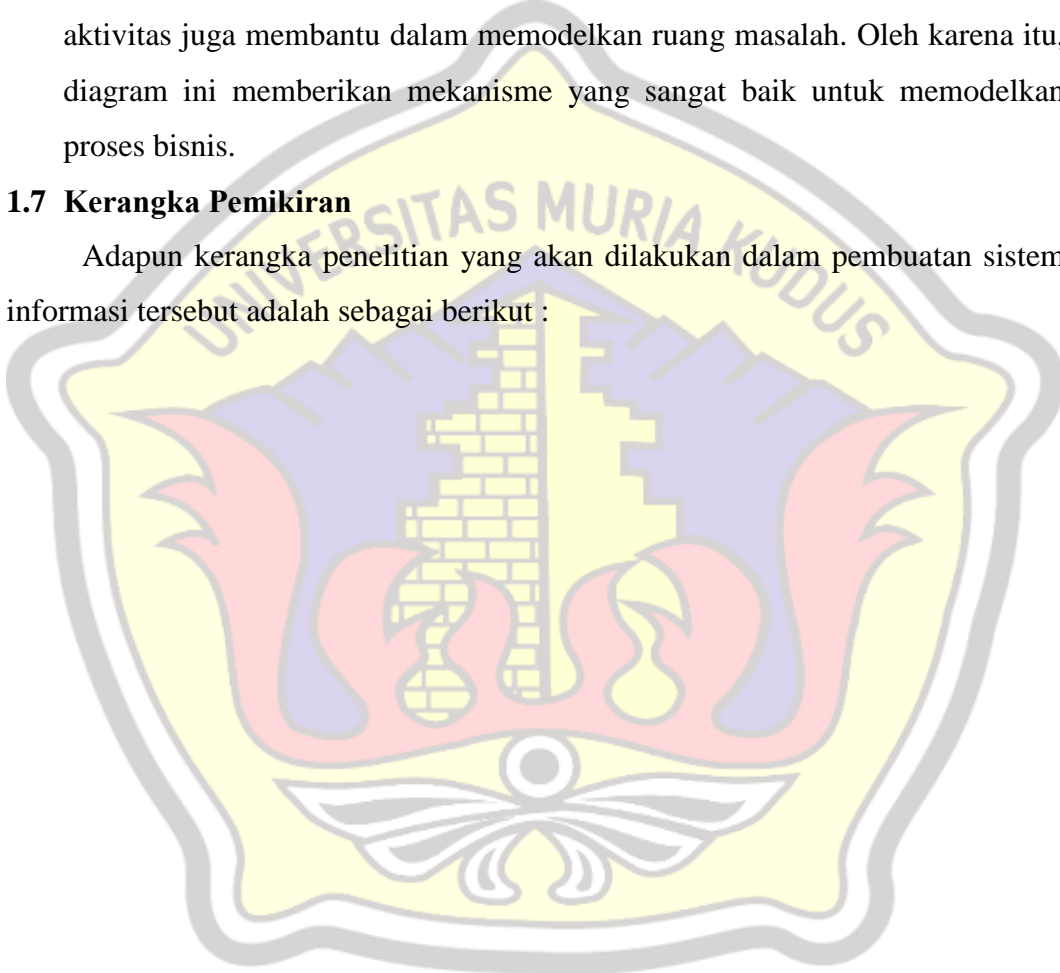 aktivitas juga membantu dalam memodelkan ruang masalah. Oleh karena itu,
diagram ini memberikan mekanisme yang sangat baik untuk memodelkan
proses bisnis.
1.7 Kerangka Pemikiran
Adapun kerangka penelitian yang akan dilakukan dalam pembuatan sistem
informasi tersebut adalah sebagai berikut :
UNIVERSITAS MURIA KUDUS